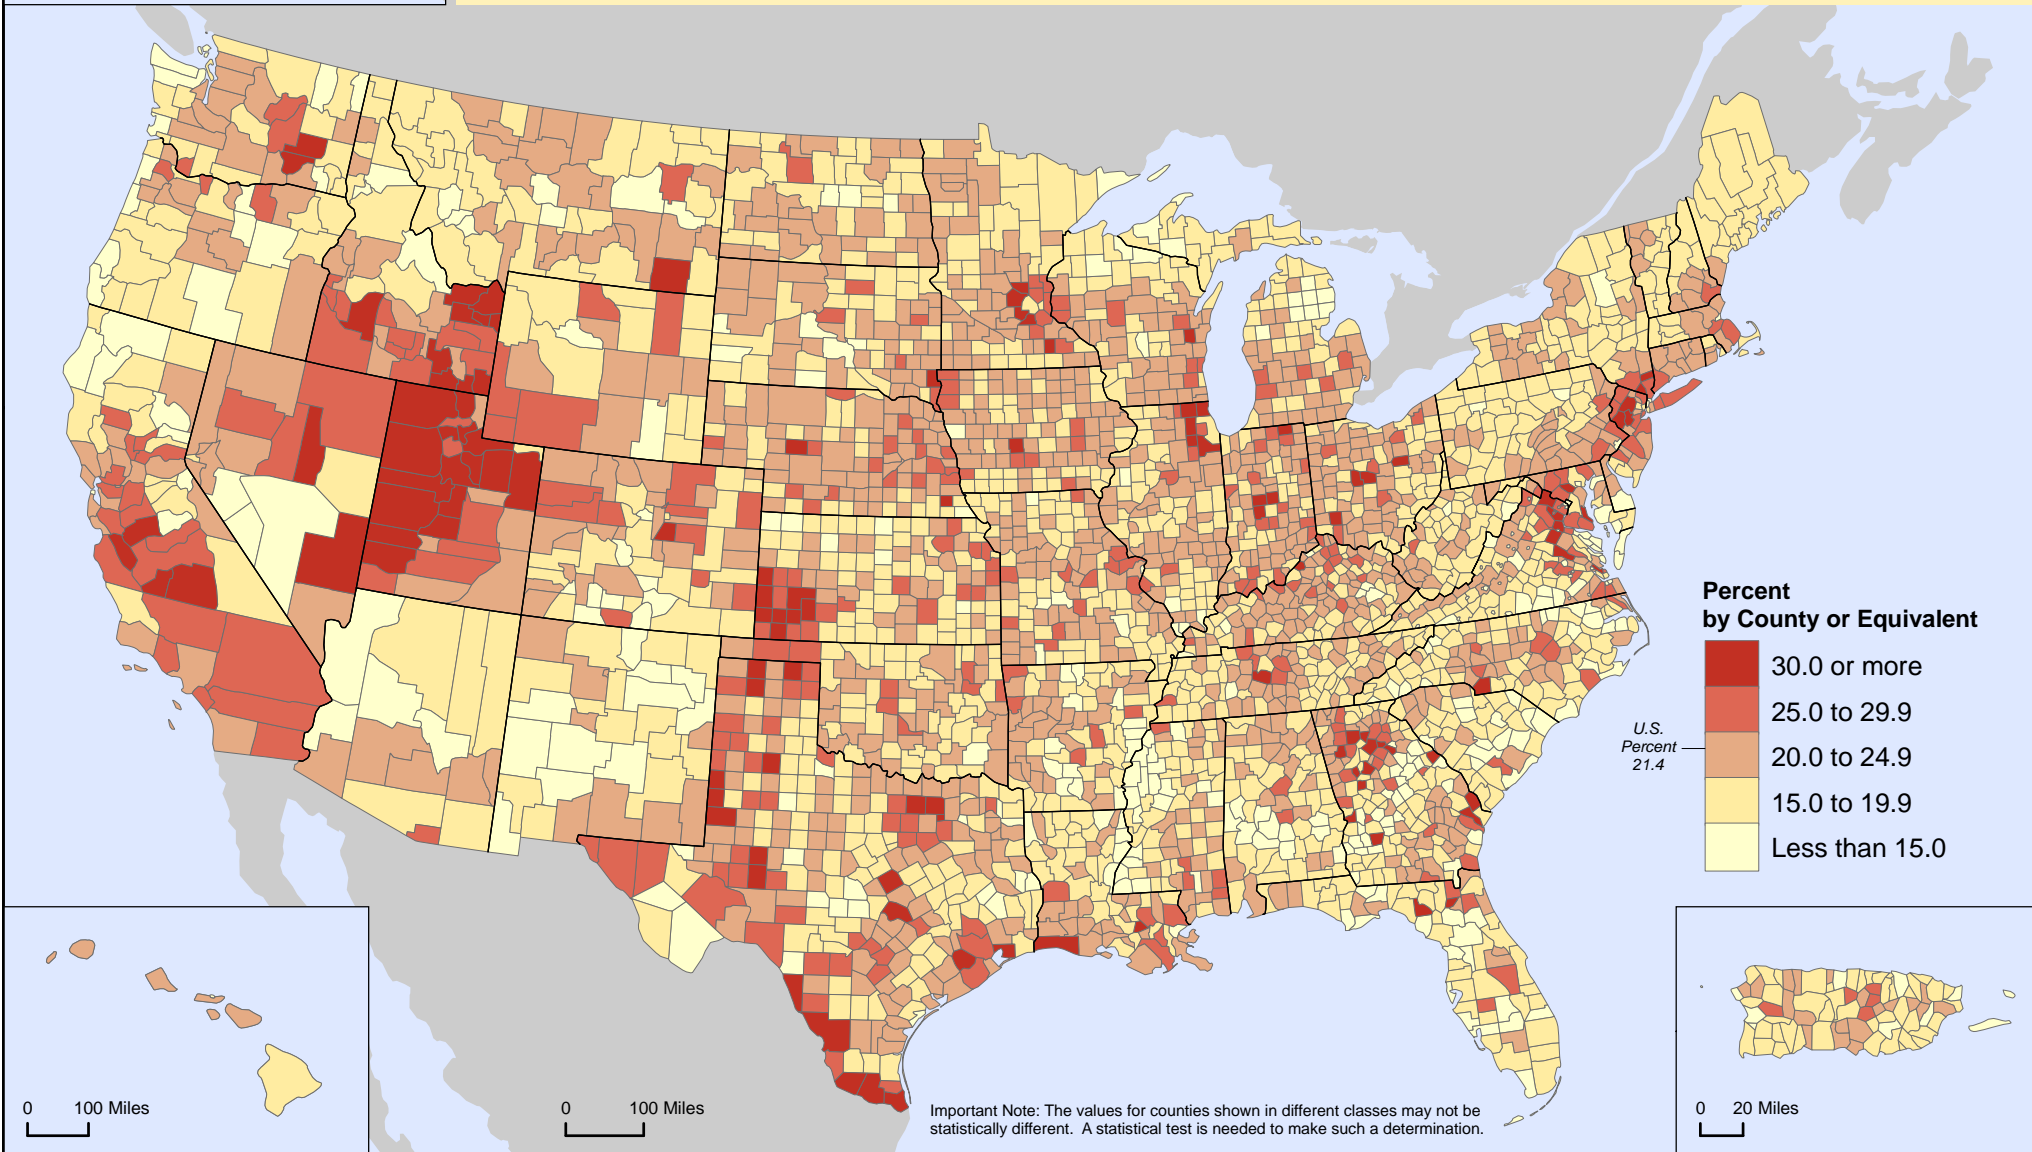 Percent
by County or Equivalent
30.0 or more
25.0 to 29.9
U.S.
Percent
21.4
20.0 to 24.9
15.0 to 19.9
Less than 15.0
0 100 Miles
0 100 Miles
Important Note: The values for counties shown in different classes may not be
statistically different. A statistical test is needed to make such a determination.
0 20 Miles